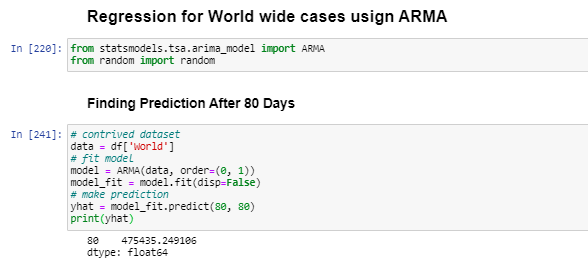 Regression for World wide cases usign ARMA
In [220]: from statsmodels.tsa.arima_model import ARMA
from random import random
Finding Prediction After 80 Days
In [241]: # contrived dataset
data = df['World']
# fit model
model = ARMA(data, order=(0, 1))
model_fit = model.fit(disp=False)
# make prediction
yhat = model_fit.predict(80, 80)
print(yhat)
80    475435.249106
dtype: float64